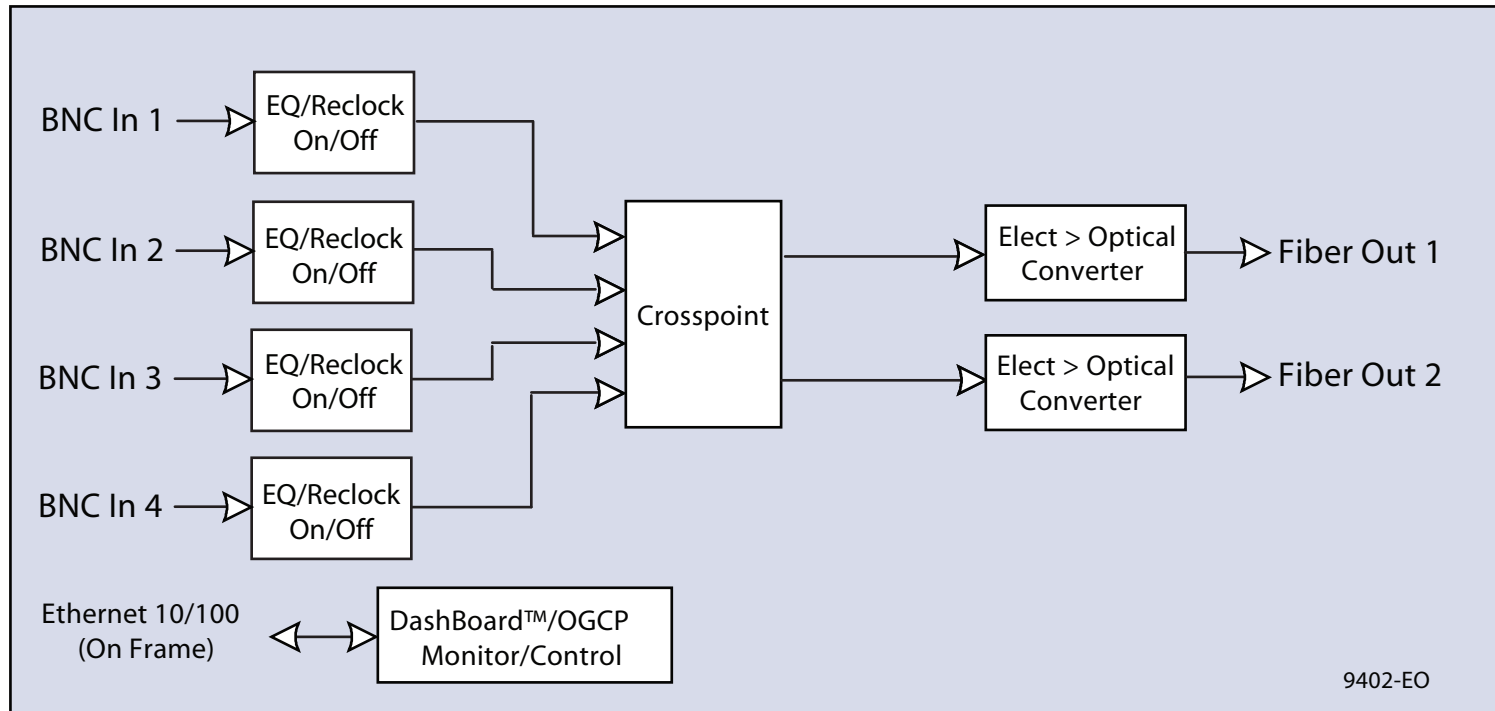 BNC In 1
EQ/Reclock
On/Off
BNC In 2
EQ/Reclock
On/Off
BNC In 3
EQ/Reclock
On/Off
BNC In 4
EQ/Reclock
On/Off
Crosspoint
Elect > Optical
Converter
Fiber Out 1
Elect > Optical
Converter
Fiber Out 2
Ethernet 10/100
(On Frame)
DashBoard™/OGCP
Monitor/Control
9402-EO